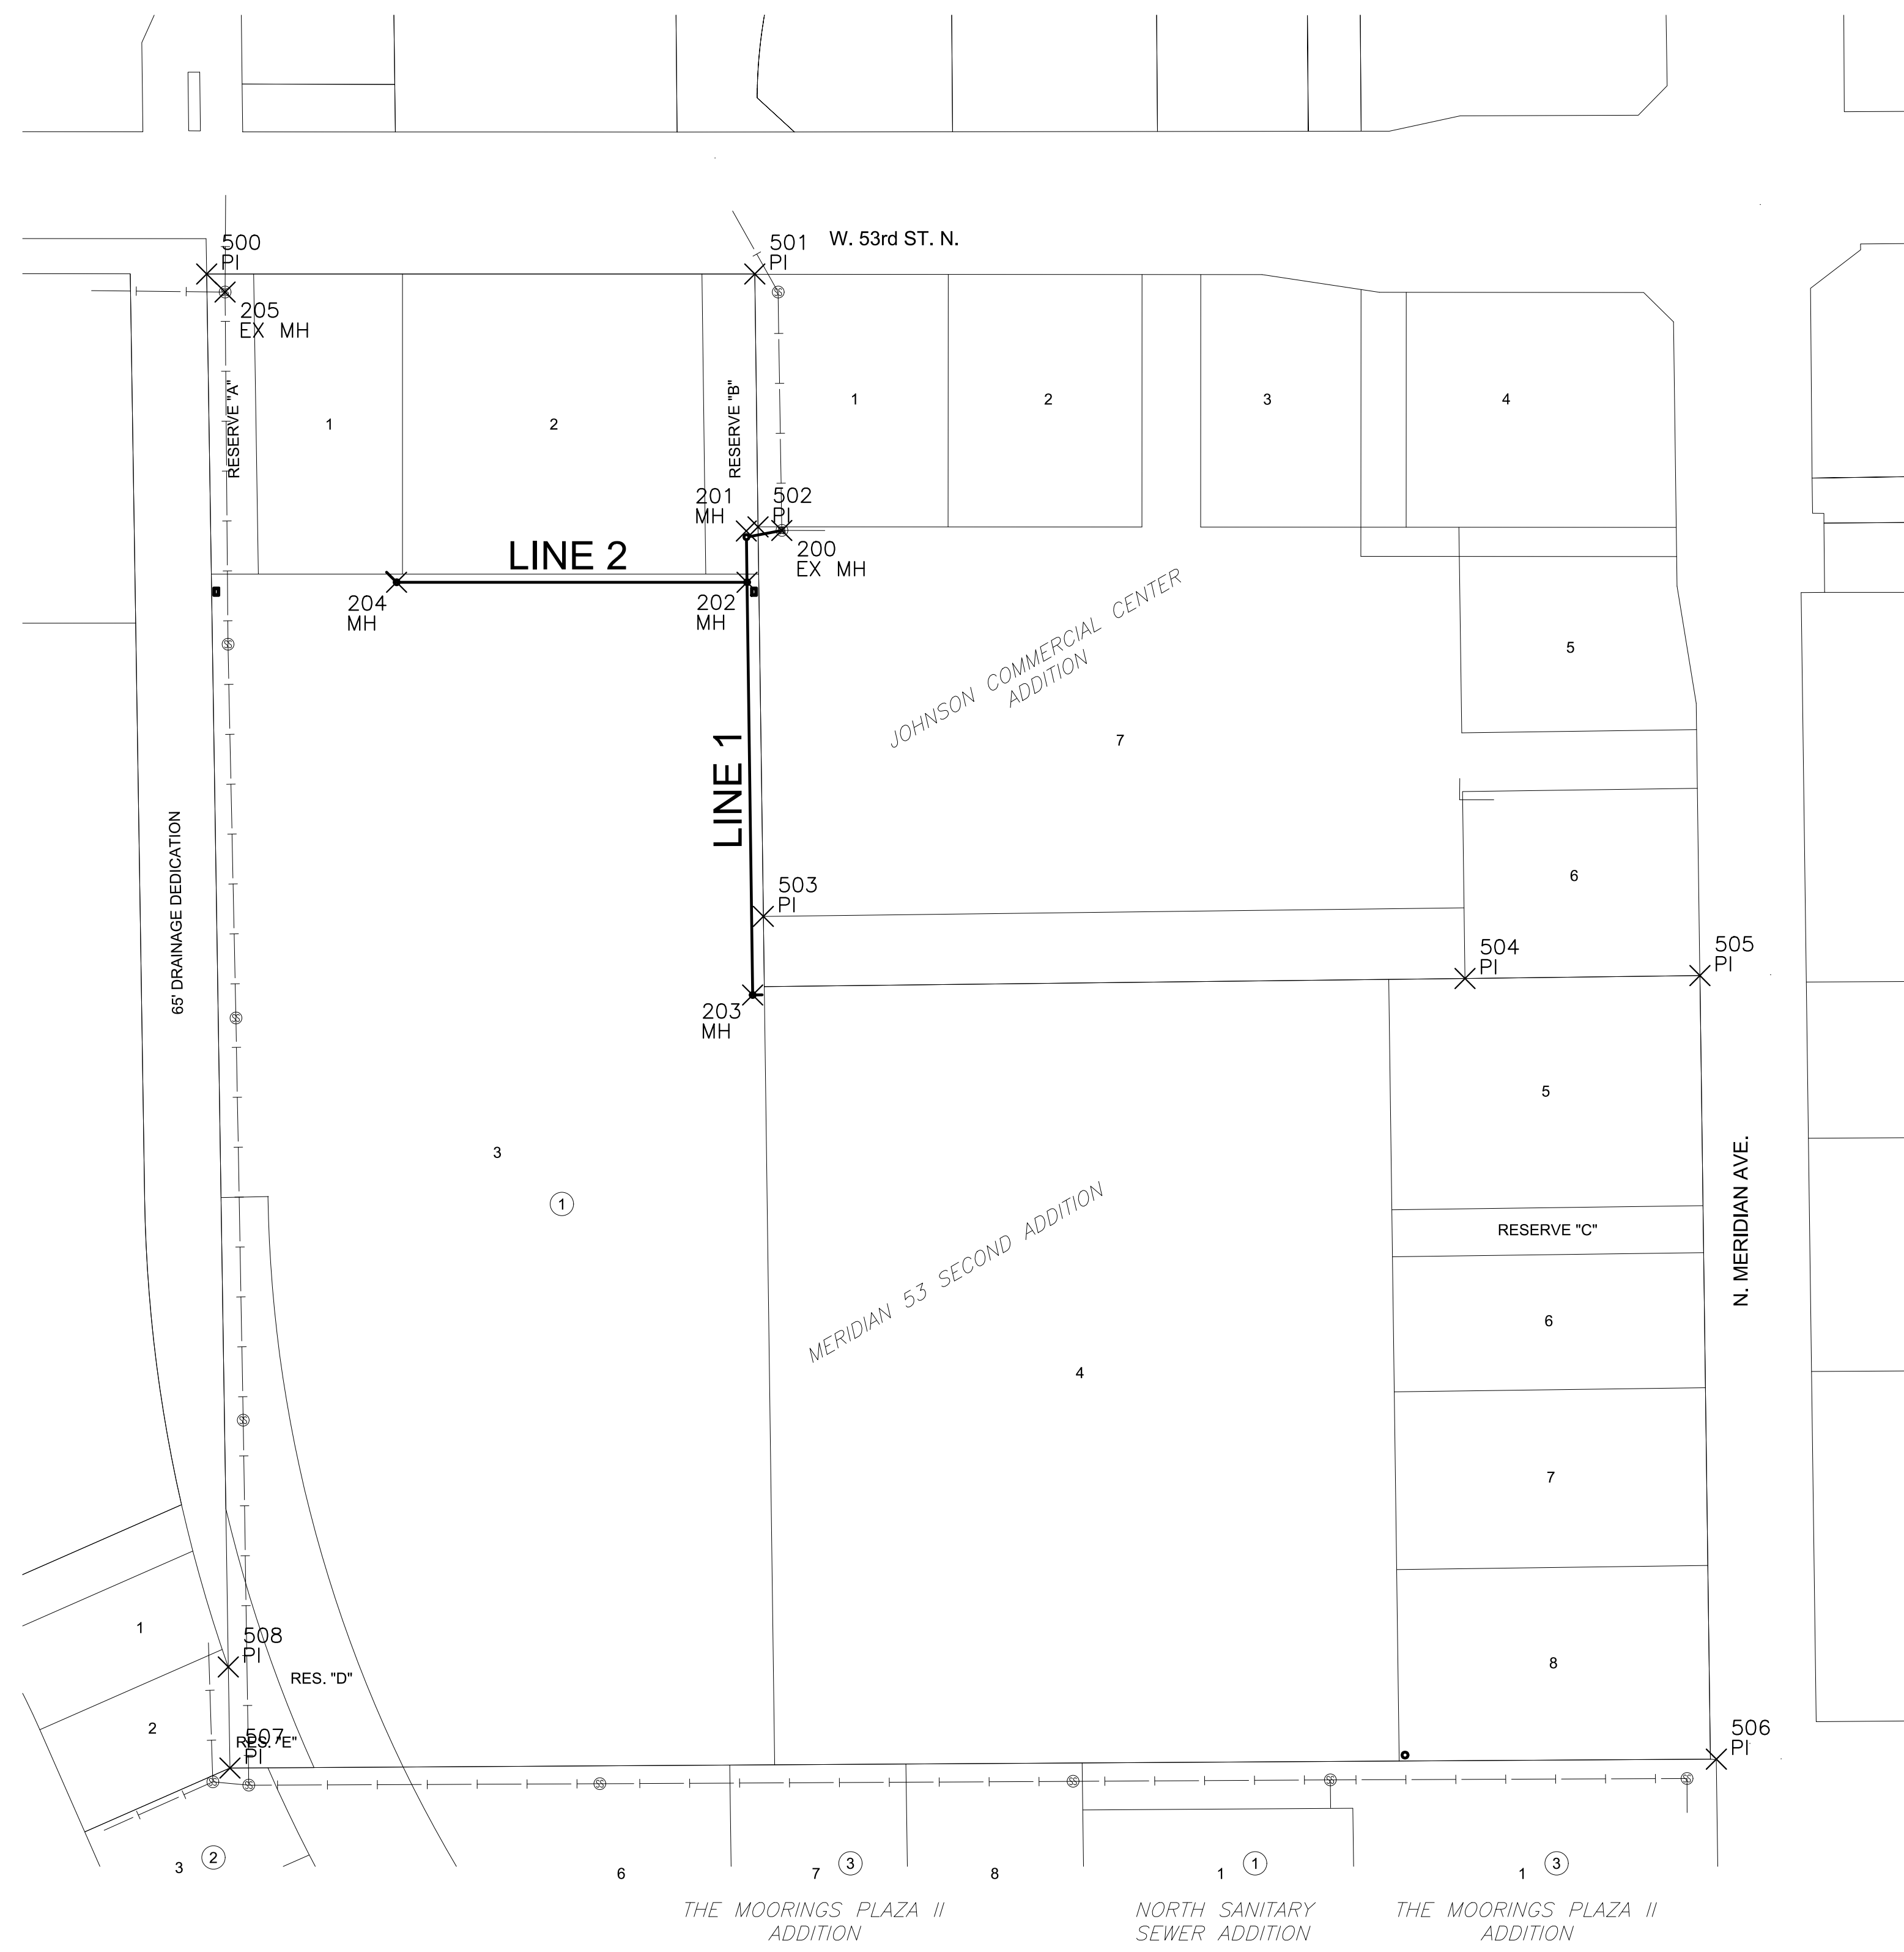 500
PI
501
PI
W. 53rd ST. N.
205
EX MH
RESERVE "A"
1
2
RESERVE "B"
1
2
3
4
201
MH
502
PI
200
EX MH
LINE 2
204
MH
202
MH
JOHNSON COMMERCIAL CENTER
ADDITION
5
7
LINE 1
65' DRAINAGE DEDICATION
503
PI
6
504
PI
505
PI
203
MH
5
3
1
MERIDIAN 53 SECOND ADDITION
RESERVE "C"
N. MERIDIAN AVE.
6
4
7
1
508
PI
RES. "D"
8
2
507
PI
RES. "E"
506
PI
3
2
6
7
3
8
1
1
1
3
THE MOORINGS PLAZA II
ADDITION
NORTH SANITARY
SEWER ADDITION
THE MOORINGS PLAZA II
ADDITION